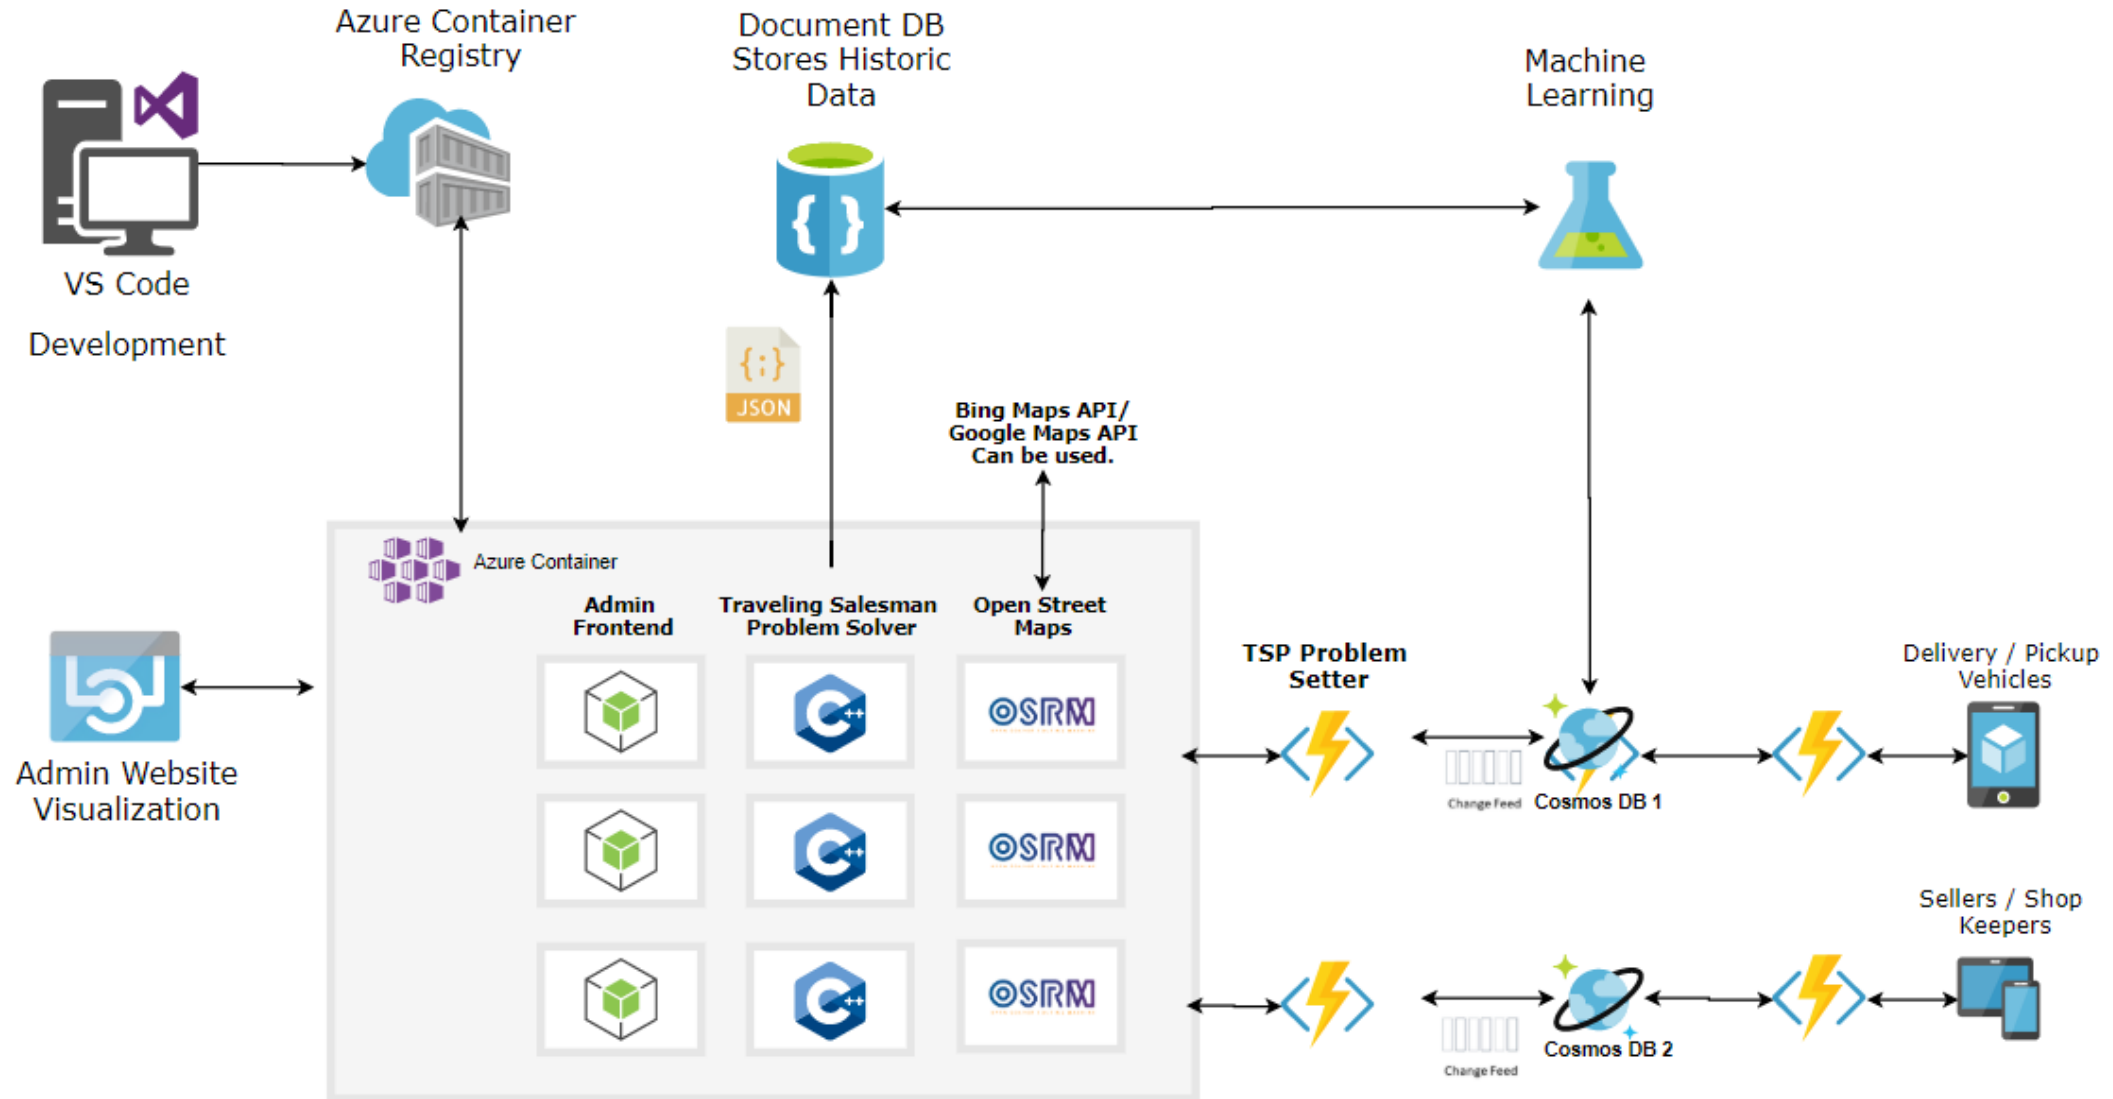 Azure Container
Registry
Document DB
Stores Historic
Data
Machine
Learning
VS Code
Development
{;}
JSON
Bing Maps API/
Google Maps API
Can be used.
Azure Container
Admin
Frontend
Traveling Salesman
Problem Solver
Open Street
Maps
C++
OSRM
C++
OSRM
C++
OSRM
Admin Website
Visualization
TSP Problem
Setter
Change Feed
Cosmos DB 1
Delivery / Pickup
Vehicles
Sellers / Shop
Keepers
Change Feed
Cosmos DB 2